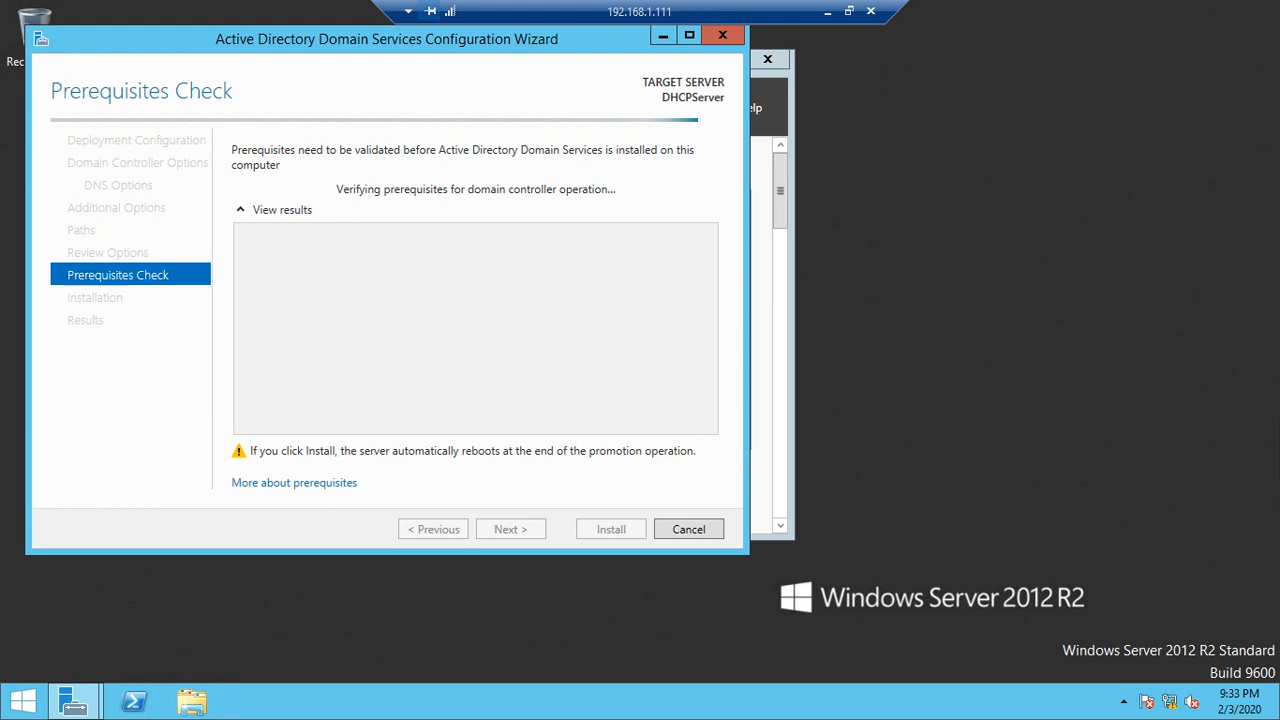 192.168.1.111
Rec
Active Directory Domain Services Configuration Wizard
Prerequisites Check
TARGET SERVER
DHCPServer
elp
Deployment Configuration
Domain Controller Options
DNS Options
Additional Options
Paths
Review Options
Prerequisites Check
Installation
Results
Prerequisites need to be validated before Active Directory Domain Services is installed on this
computer
Verifying prerequisites for domain controller operation...
View results
If you click Install, the server automatically reboots at the end of the promotion operation.
More about prerequisites
< Previous
Next >
Install
Cancel
Windows Server 2012 R2
Windows Server 2012 R2 Standard
Build 9600
9:33 PM
2/3/2020